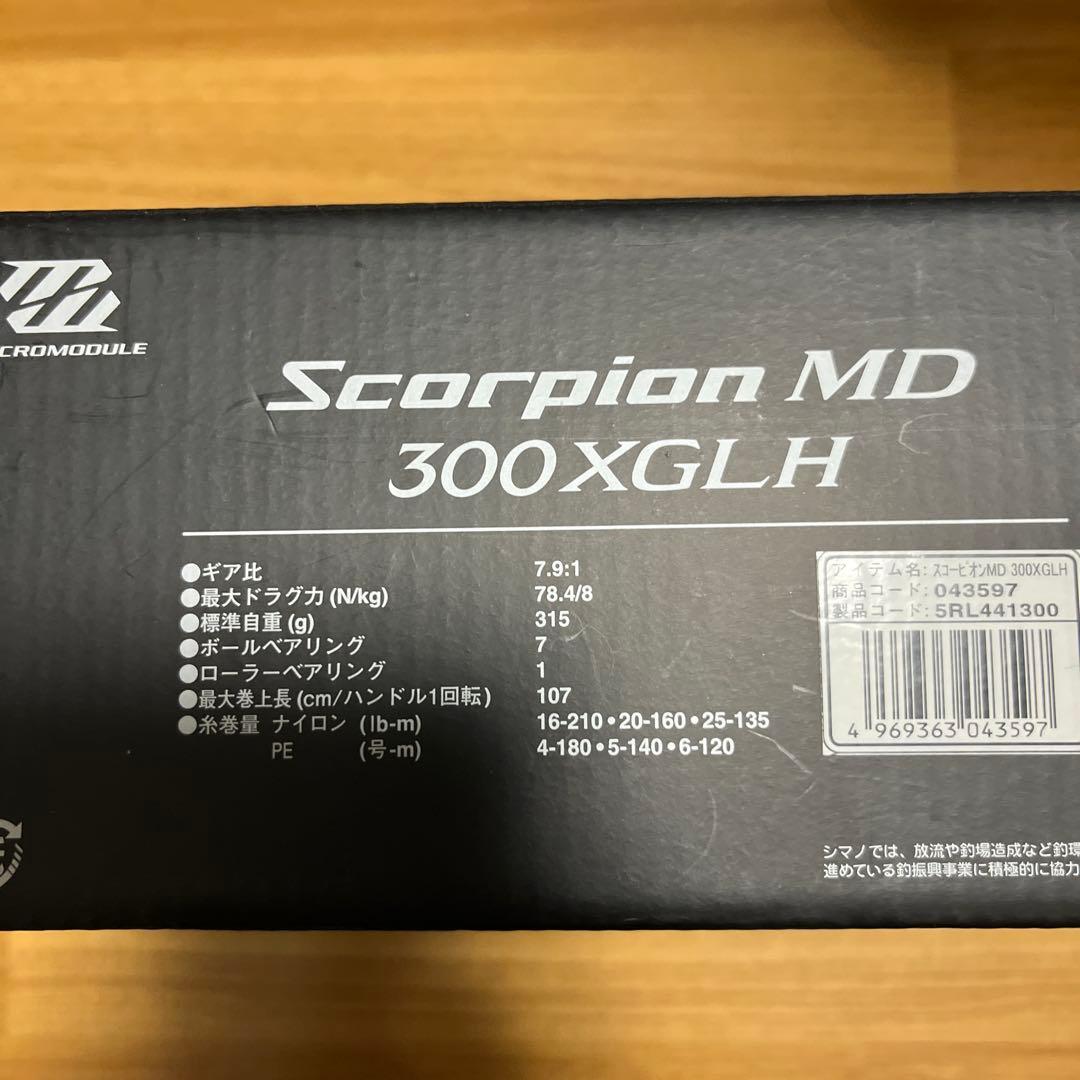 CROMODULE
Scorpion MD
300XGLH
●ギア比 7.9:1
●最大ドラグ力(N/kg) 78.4/8
●標準自重(g) 315
●ボールベアリング 7
●ローラーベアリング 1
●最大巻上長(cm/ハンドル1回転) 107
●糸巻量 ナイロン (lb-m) 16-210•20-160•25-135
PE (号-m) 4-180•5-140•6-120
アイテム名: スコーピオンMD 300XGLH
商品コード: 043597
製品コード: 5RL441300
4 969363 043597
シマノでは、放流や釣場造成など釣環
進めている釣振興事業に積極的に協力